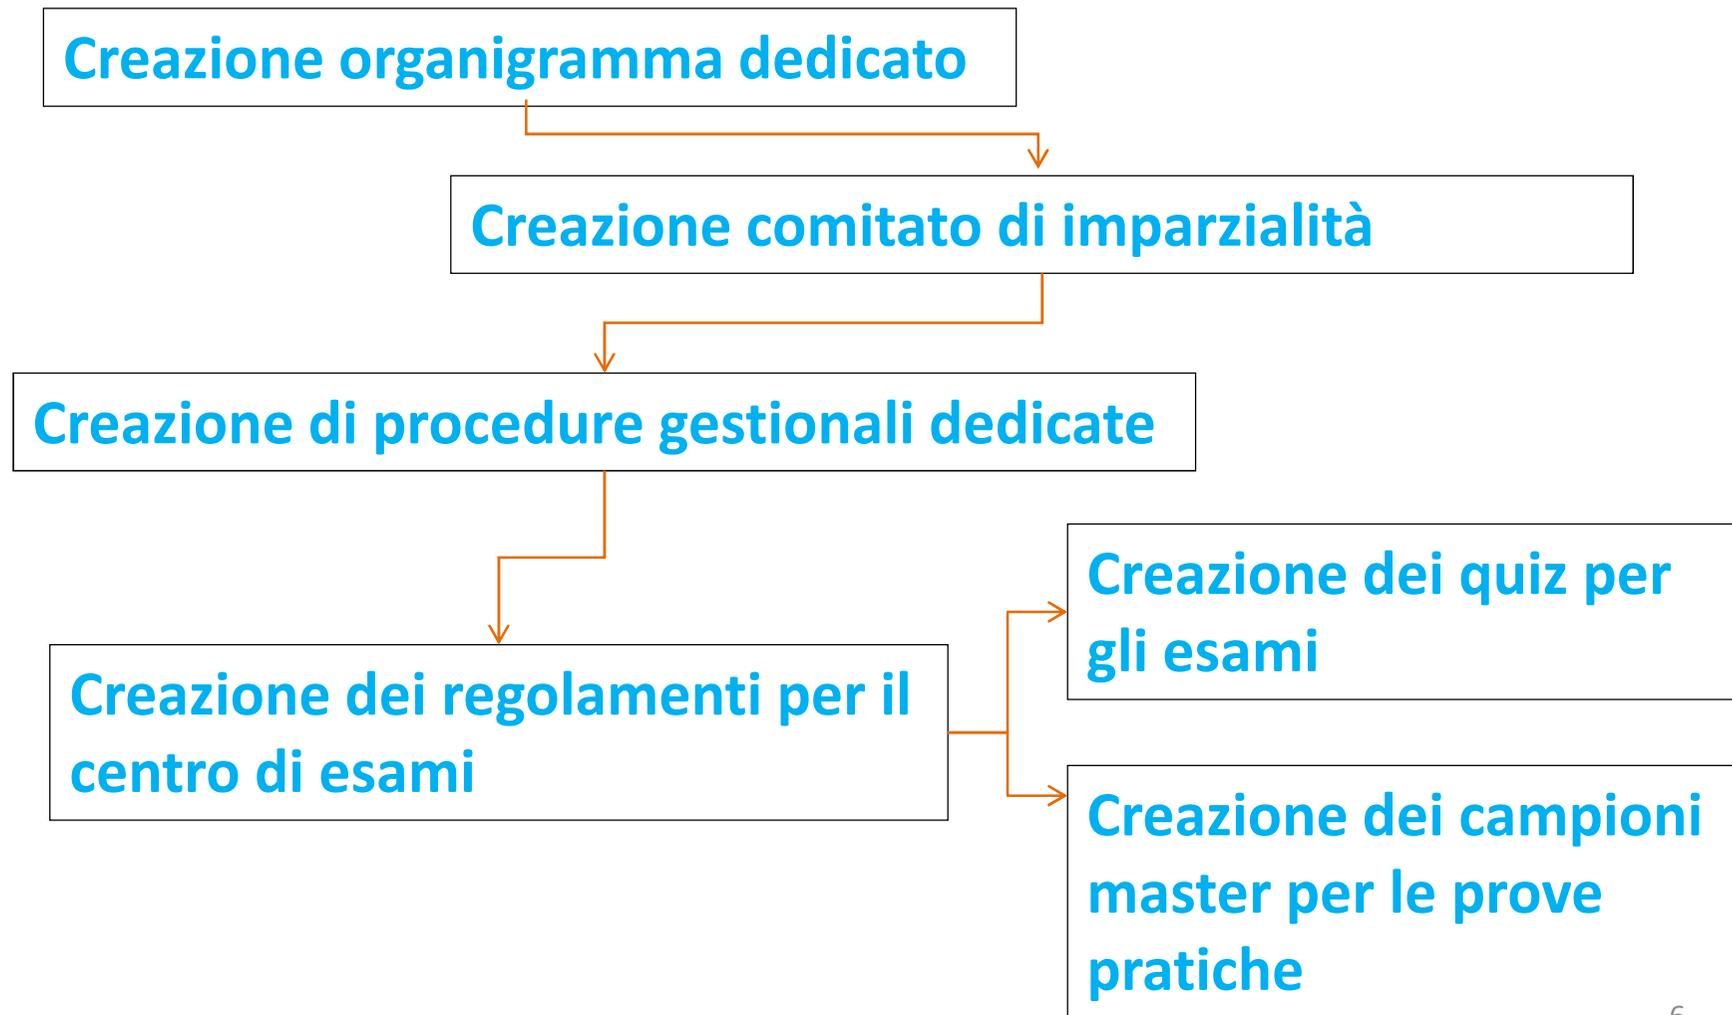 Creazione organigramma dedicato
Creazione comitato di imparzialità
Creazione di procedure gestionali dedicate
Creazione dei quiz per
gli esami
Creazione dei regolamenti per il
centro di esami
Creazione dei campioni
master per le prove
pratiche